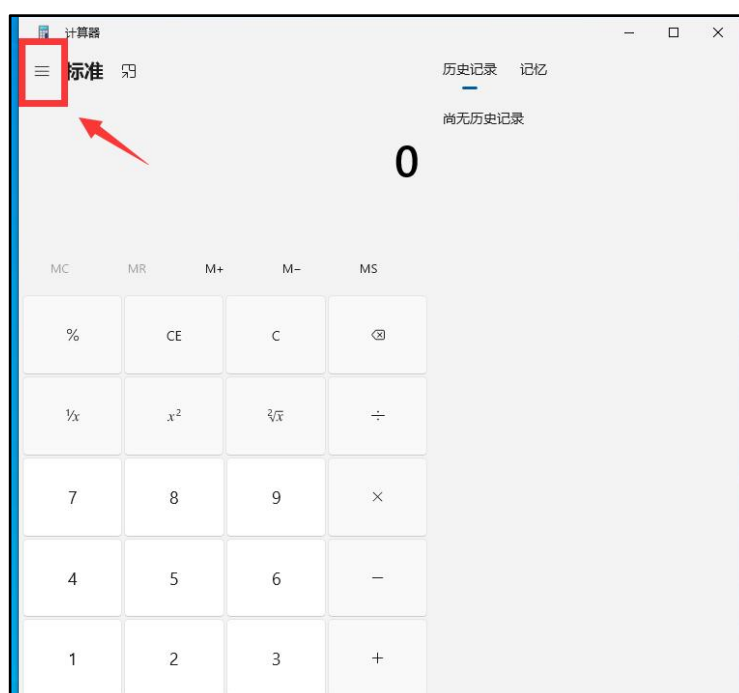 计算器
标准
历史记录 记忆
尚无历史记录
0
MC MR M+ M− MS
% CE C
¹/x x² ²√x ÷
7 8 9 ×
4 5 6 −
1 2 3 +